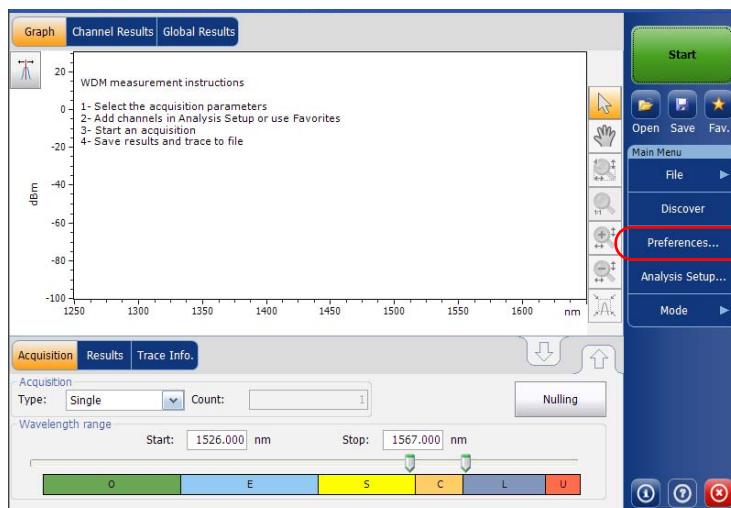 Graph Channel Results Global Results
Start
WDM measurement instructions
1- Select the acquisition parameters
2- Add channels in Analysis Setup or use Favorites
3- Start an acquisition
4- Save results and trace to file
20
0
-20
-40
-60
-80
-100
dBm
1250 1300 1350 1400 1450 1500 1550 1600 nm
1:1
Open Save Fav.
Main Menu
File
Discover
Preferences...
Analysis Setup...
Mode
Acquisition Results Trace Info.
Acquisition
Type: Single Count: 1
Nulling
Wavelength range
Start: 1526.000 nm Stop: 1567.000 nm
O E S C L U